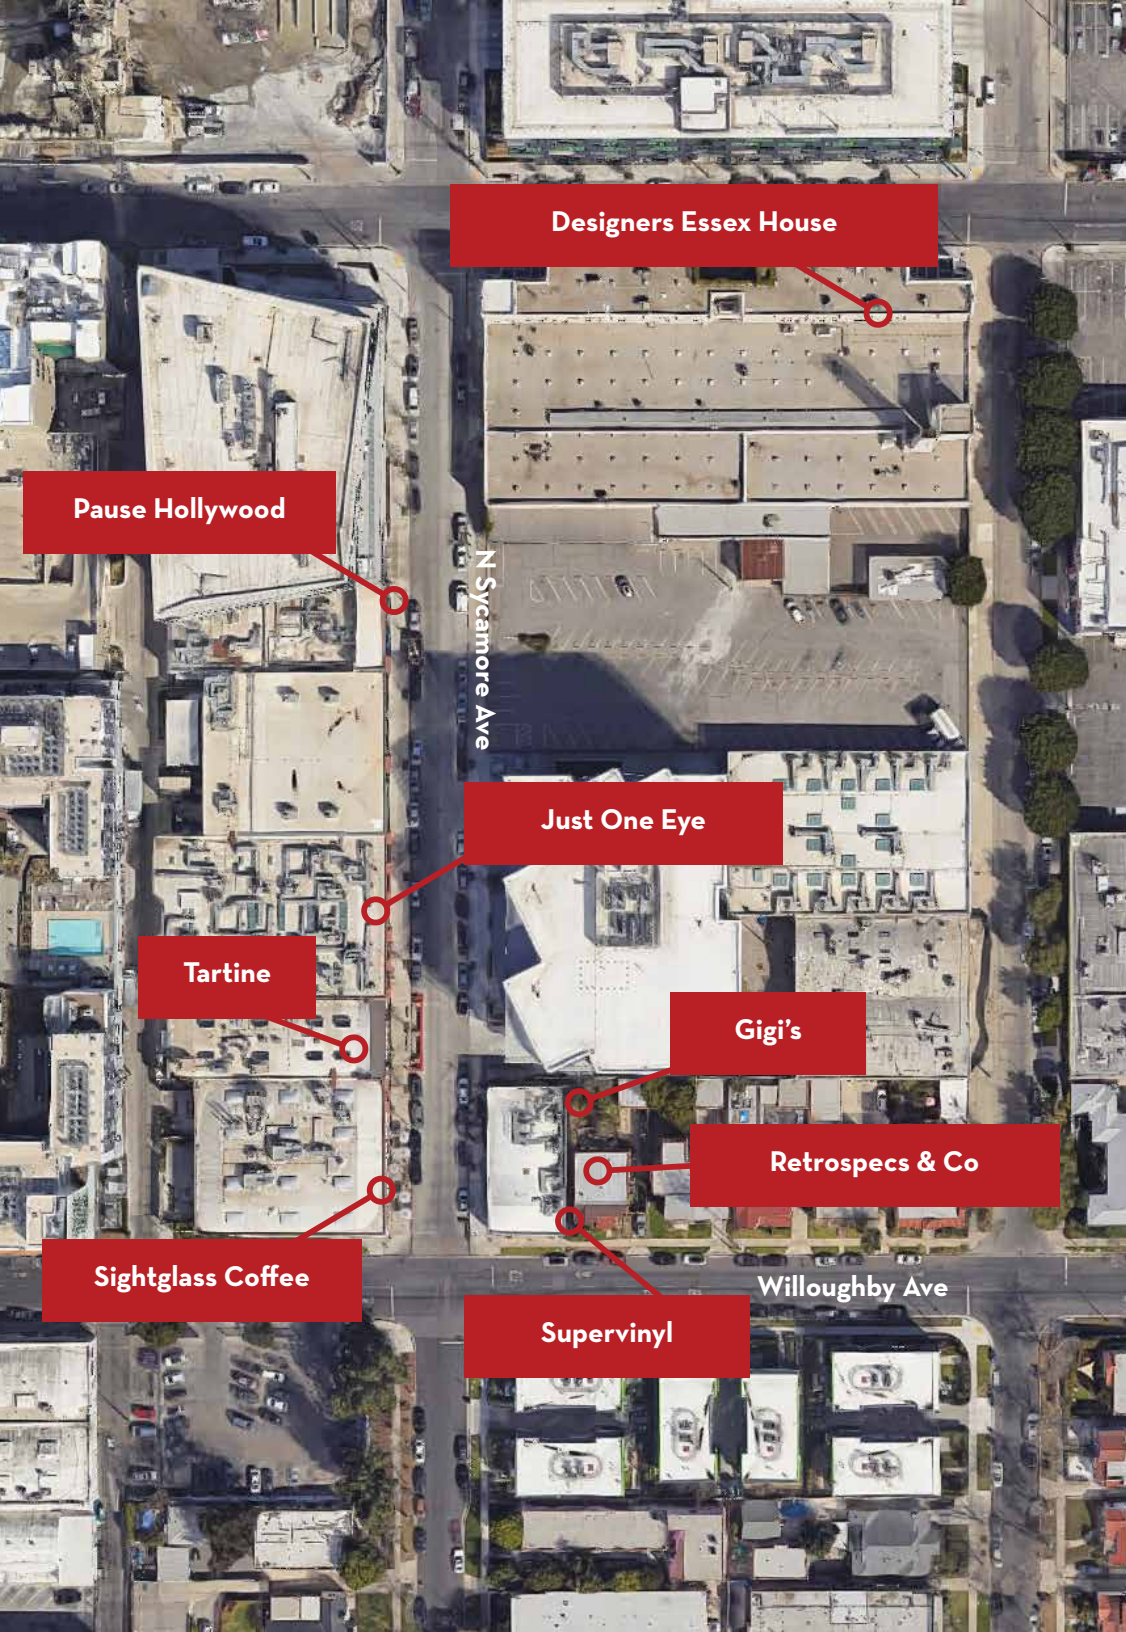 Designers Essex House
Pause Hollywood
N Sycamore Ave
Just One Eye
Tartine
Gigi's
Retrospecs & Co
Sightglass Coffee
Willoughby Ave
Supervinyl